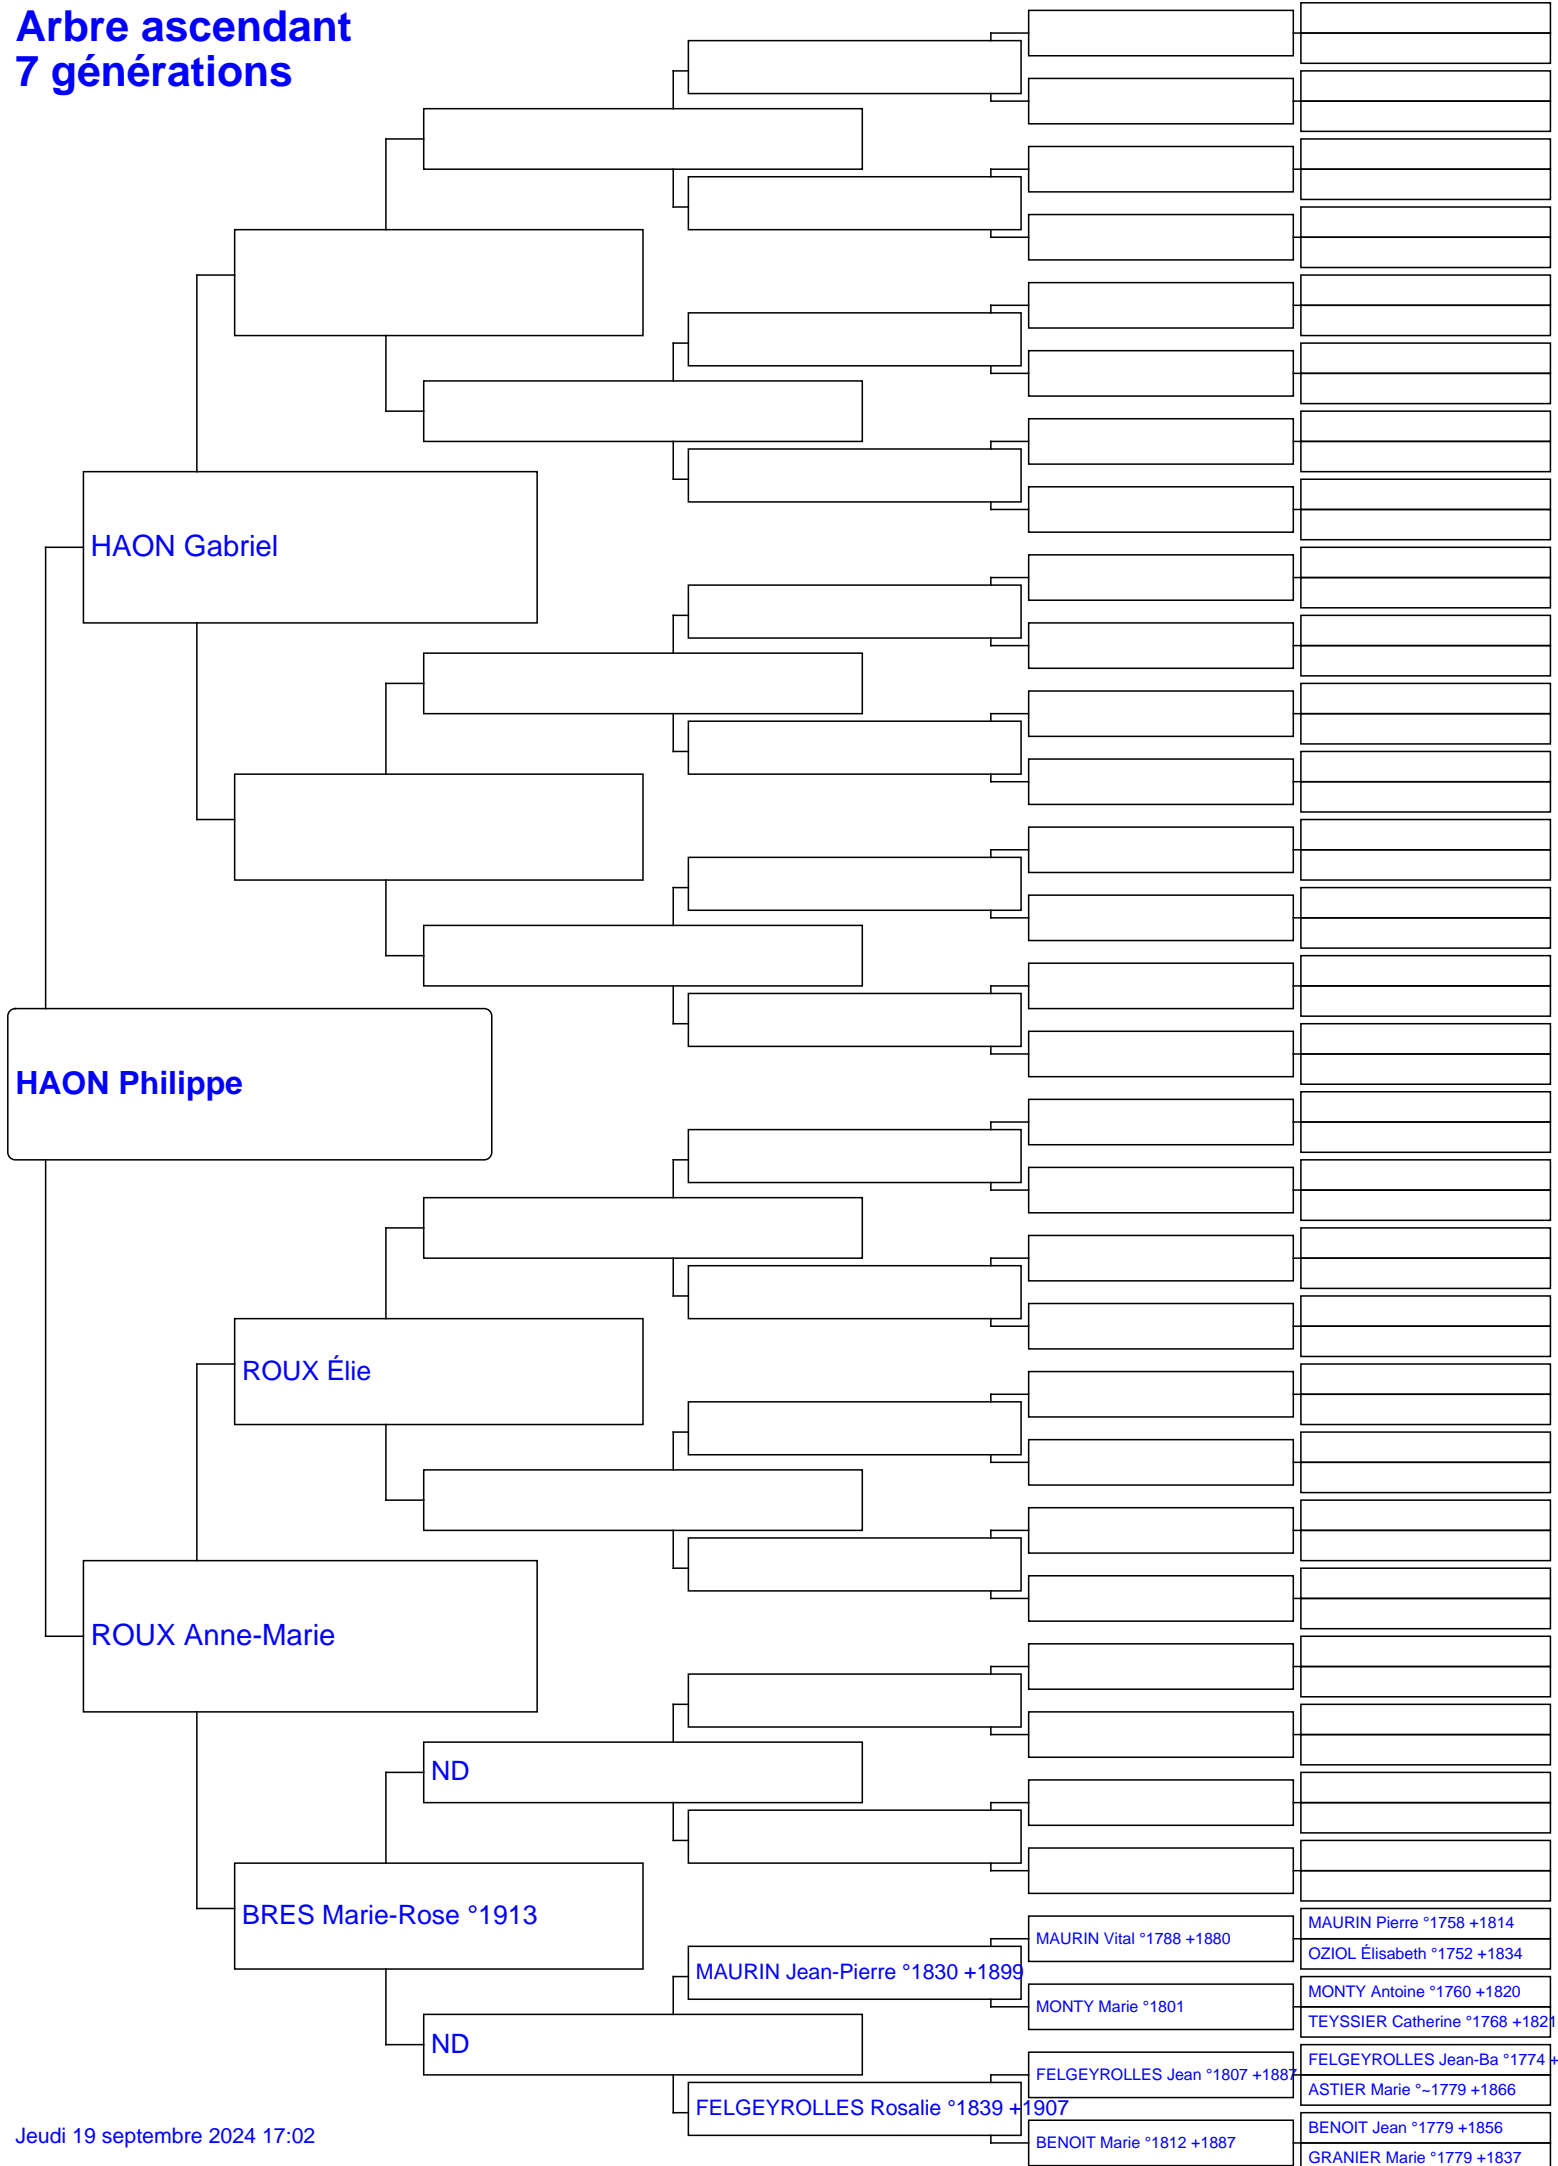 Arbre ascendant
7 générations
HAON Gabriel
HAON Philippe
ROUX Élie
ROUX Anne-Marie
ND
BRES Marie-Rose °1913
ND
MAURIN Jean-Pierre °1830 +1899
FELGEYROLLES Rosalie °1839 +1907
MAURIN Vital °1788 +1880
MONTY Marie °1801
FELGEYROLLES Jean °1807 +1887
BENOIT Marie °1812 +1887
MAURIN Pierre °1758 +1814
OZIOL Élisabeth °1752 +1834
MONTY Antoine °1760 +1820
TEYSSIER Catherine °1768 +1821
FELGEYROLLES Jean-Ba °1774 +
ASTIER Marie °~1779 +1866
BENOIT Jean °1779 +1856
GRANIER Marie °1779 +1837
Jeudi 19 septembre 2024 17:02